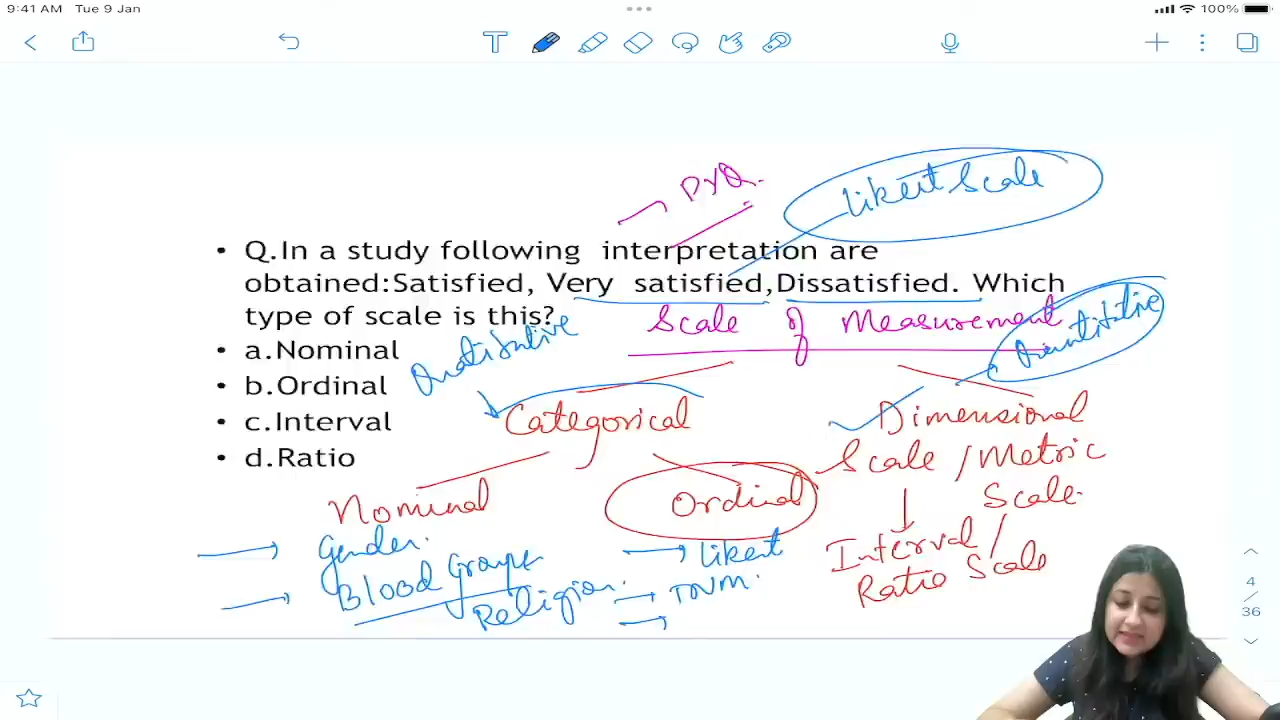 9:41 AM Tue 9 Jan
100%
T
→ PYQ.
Likert Scale
• Q.In a study following interpretation are
obtained:Satisfied, Very satisfied,Dissatisfied. Which
type of scale is this?
Scale of Measurement
• a.Nominal
• b.Ordinal
• c.Interval
• d.Ratio
Qualitative
Quantitative
Categorical
Dimensional
Scale / Metric
Scale.
Nominal
Ordinal
Interval /
Ratio Scale
→ Gender.
→ Blood Groups
Religion.
→ Likert
→ TNM.
→
4
/
36